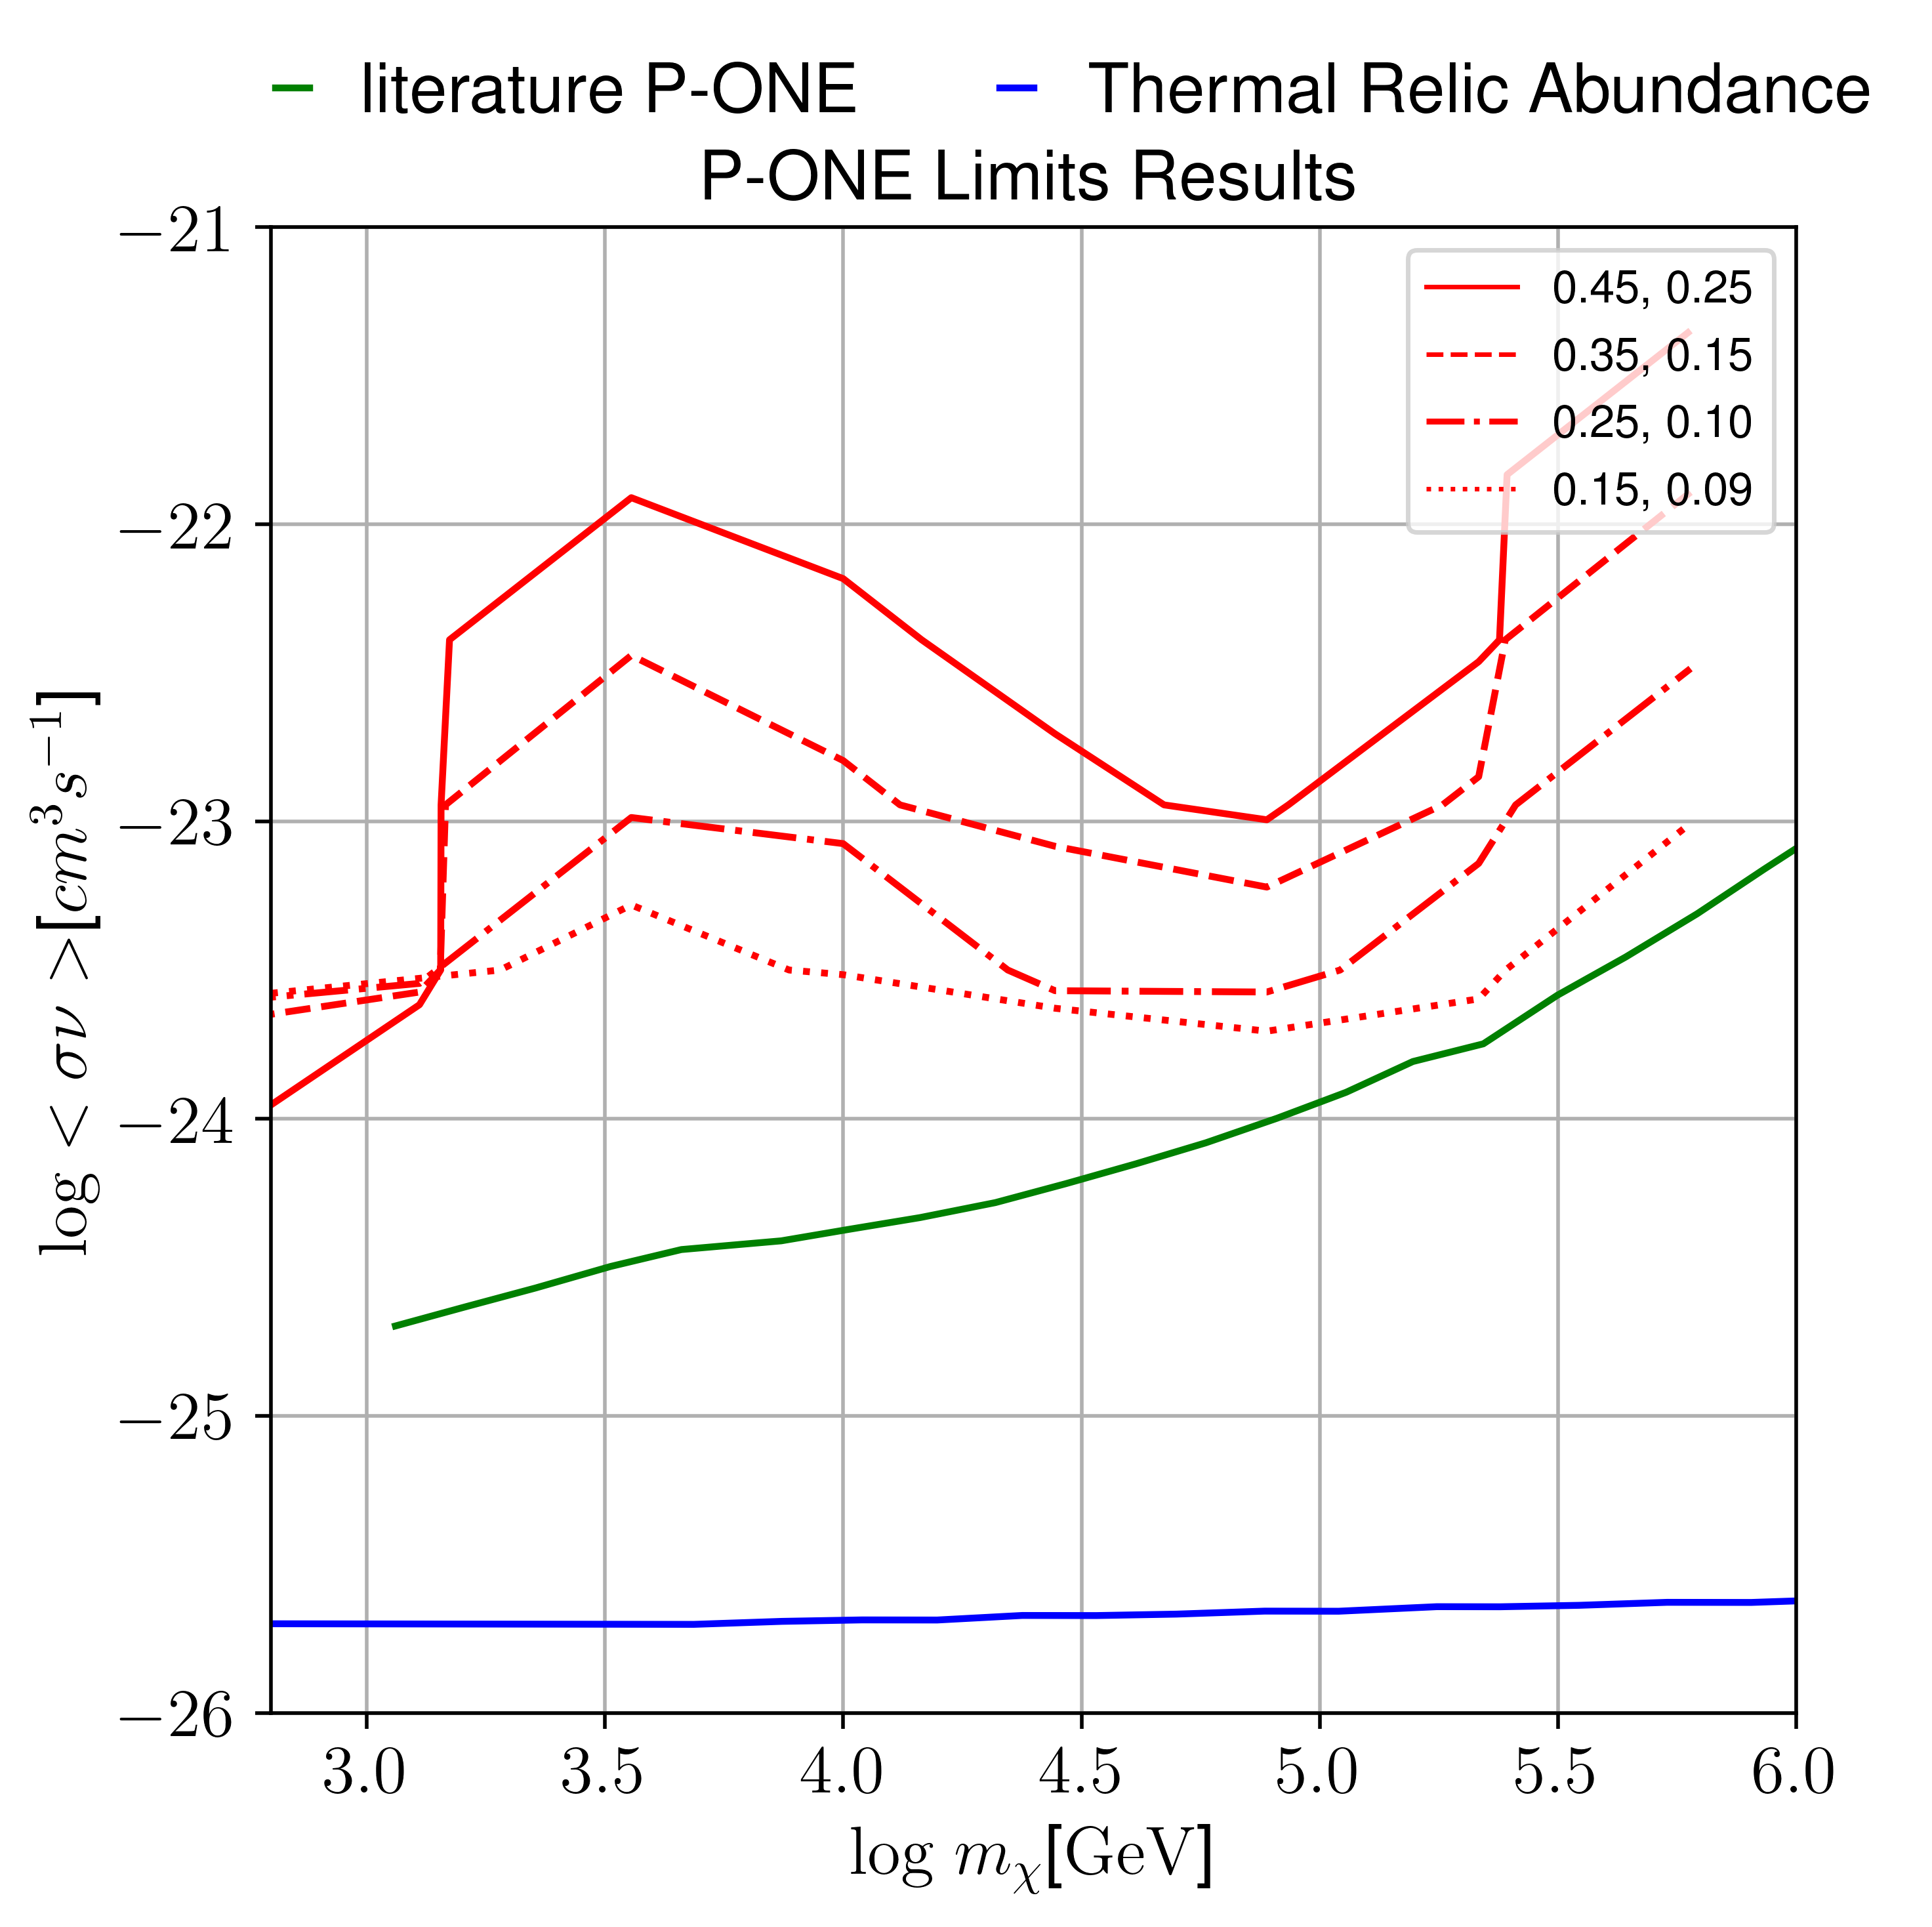 literature P-ONE Thermal Relic Abundance
P-ONE Limits Results
−21
0.45, 0.25
0.35, 0.15
0.25, 0.10
0.15, 0.09
−22
−23
−24
−25
−26
log < σν >[cm³s⁻¹]
3.0 3.5 4.0 4.5 5.0 5.5 6.0
log mᵪ[GeV]